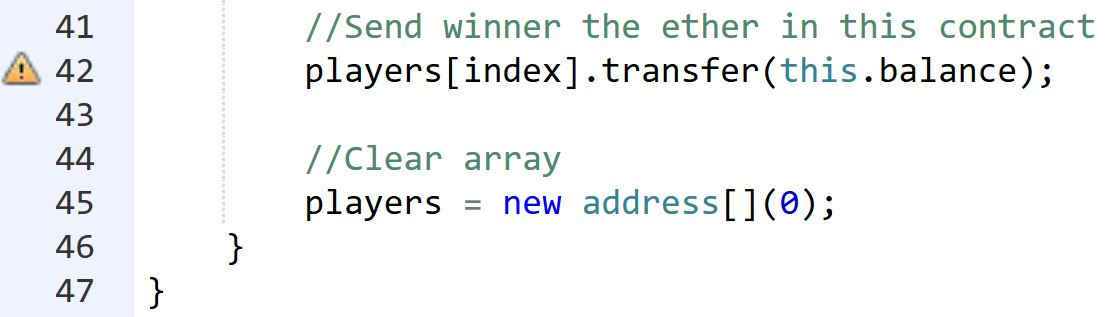 41 //Send winner the ether in this contract
42 players[index].transfer(this.balance);
43
44 //Clear array
45 players = new address[](0);
46 }
47 }